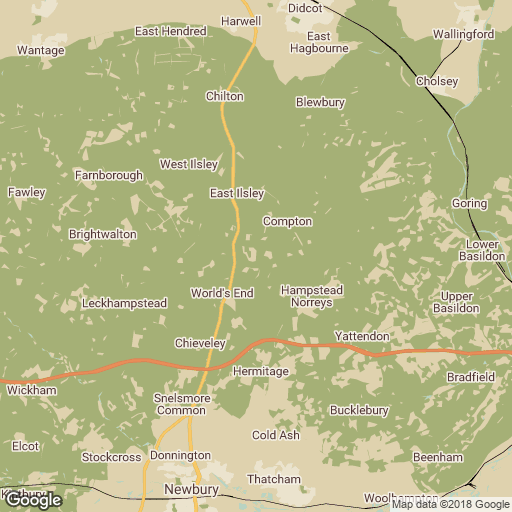 Didcot
Harwell
East Hendred
East
Hagbourne
Wallingford
Wantage
Cholsey
Chilton
Blewbury
West Ilsley
Farnborough
Fawley
East Ilsley
Goring
Compton
Brightwalton
Lower
Basildon
World's End
Hampstead
Norreys
Leckhampstead
Upper
Basildon
Chieveley
Yattendon
Hermitage
Bradfield
Wickham
Snelsmore
Common
Bucklebury
Cold Ash
Elcot
Stockcross
Donnington
Beenham
Thatcham
Newbury
Woolhampton
Google
Map data ©2018 Google